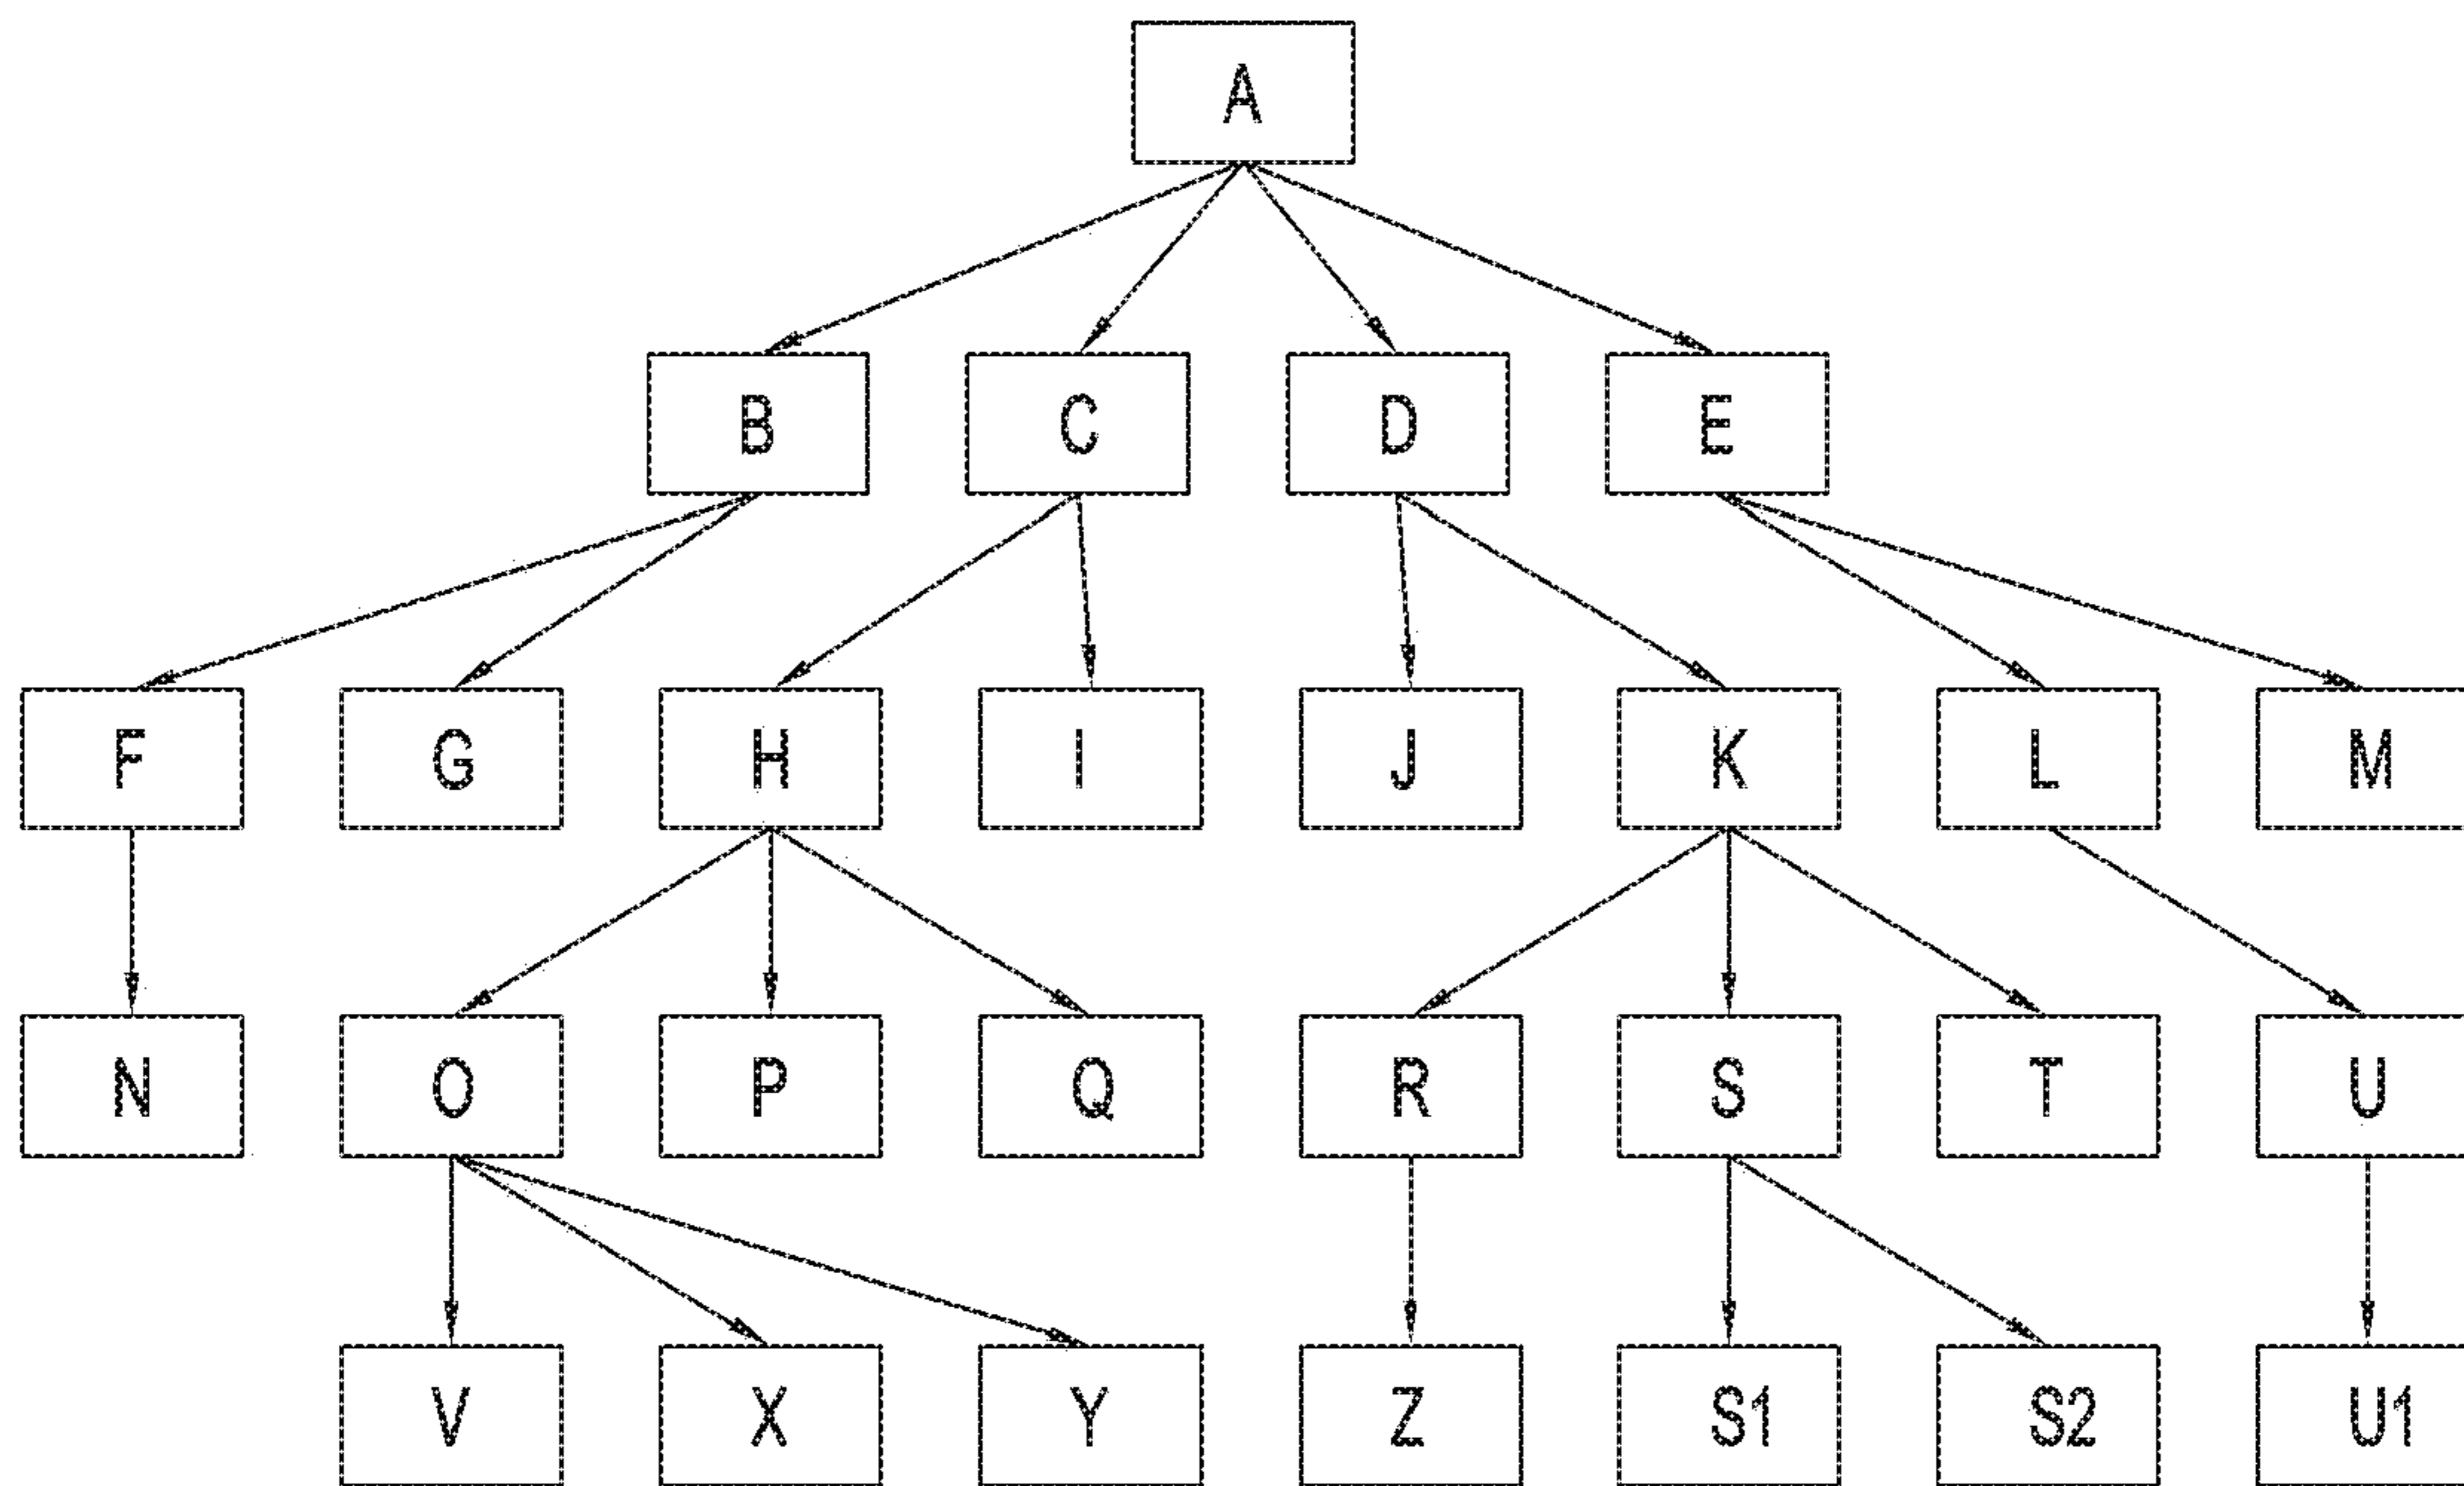 A
B C D E
F G H I J K L M
N O P Q R S T U
V X Y Z S1 S2 U1